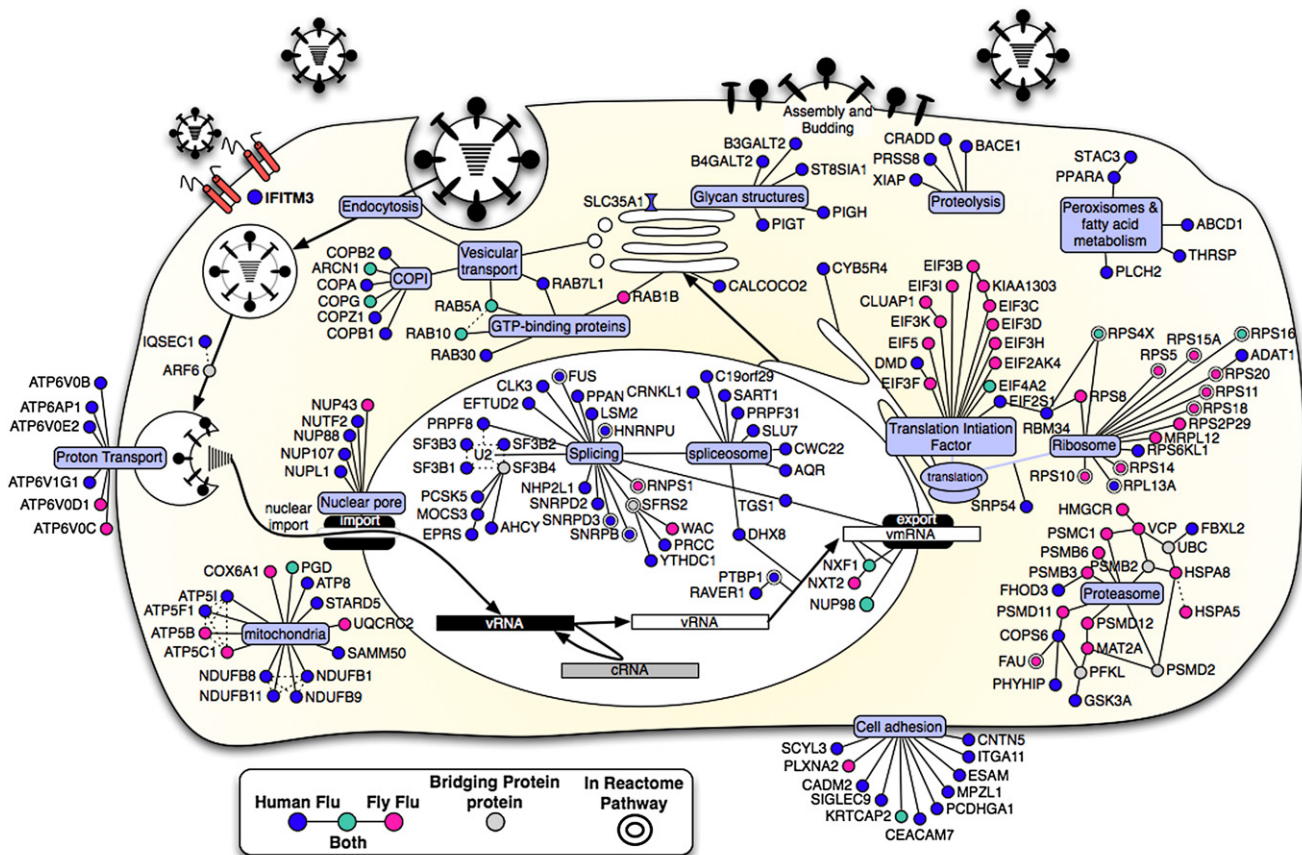 Assembly and
Budding
IFITM3
Endocytosis
SLC35A1
B3GALT2
B4GALT2
ST8SIA1
Glycan structures
PIGT
PIGH
CRADD
BACE1
PRSS8
XIAP
Proteolysis
STAC3
PPARA
Peroxisomes &
fatty acid
metabolism
ABCD1
THRSP
PLCH2
COPB2
ARCN1
COPA
COPG
COPZ1
COPB1
COPI
Vesicular
transport
RAB7L1
RAB5A
RAB10
RAB30
GTP-binding proteins
RAB1B
CALCOCO2
CYB5R4
EIF3B
EIF3I
KIAA1303
CLUAP1
EIF3C
EIF3K
EIF3D
EIF5
EIF3H
DMD
EIF2AK4
EIF3F
EIF4A2
EIF2S1
Translation Intiation
Factor
translation
RBM34
SRP54
RPS4X
RPS15A
RPS16
RPS5
ADAT1
RPS20
RPS11
RPS8
RPS18
RPS2P29
Ribosome
MRPL12
RPS6KL1
RPS14
RPS10
RPL13A
IQSEC1
ARF6
ATP6V0B
ATP6AP1
ATP6V0E2
Proton Transport
ATP6V1G1
ATP6V0D1
ATP6V0C
NUP43
NUTF2
NUP88
NUP107
NUPL1
Nuclear pore
import
nuclear
import
CLK3
FUS
EFTUD2
PPAN
LSM2
PRPF8
HNRNPU
SF3B3
SF3B2
U2
SF3B1
SF3B4
Splicing
PCSK5
MOCS3
EPRS
AHCY
NHP2L1
SNRPD2
SNRPD3
SNRPB
RNPS1
SFRS2
WAC
PRCC
YTHDC1
C19orf29
CRNKL1
SART1
PRPF31
SLU7
spliceosome
CWC22
AQR
TGS1
DHX8
PTBP1
RAVER1
export
vmRNA
NXF1
NXT2
NUP98
vRNA
vRNA
cRNA
HMGCR
PSMC1
VCP
FBXL2
PSMB6
UBC
PSMB2
PSMB3
HSPA8
FHOD3
Proteasome
HSPA5
PSMD11
PSMD12
COPS6
MAT2A
FAU
PFKL
PSMD2
PHYHIP
GSK3A
COX6A1
PGD
ATP5I
ATP8
ATP5F1
STARD5
ATP5B
mitochondria
UQCRC2
ATP5C1
SAMM50
NDUFB8
NDUFB1
NDUFB11
NDUFB9
Cell adhesion
SCYL3
CNTN5
PLXNA2
ITGA11
CADM2
ESAM
SIGLEC9
MPZL1
KRTCAP2
PCDHGA1
CEACAM7
Human Flu
Fly Flu
Both
Bridging Protein
protein
In Reactome
Pathway